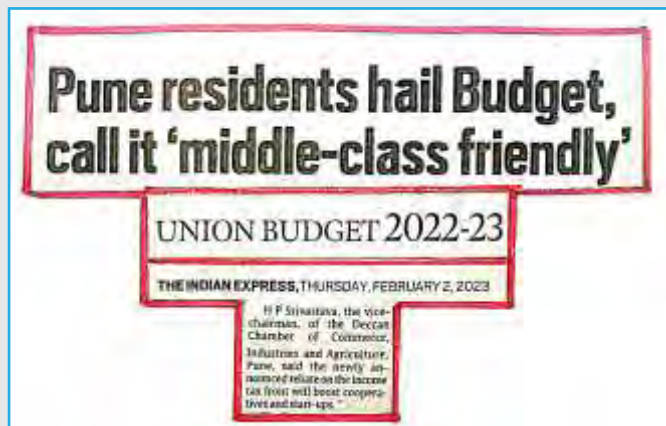 Pune residents hail Budget,
call it ‘middle-class friendly’
UNION BUDGET 2022-23
THE INDIAN EXPRESS, THURSDAY, FEBRUARY 2, 2023
H P Srivastava, the vice-
chairman, of the Deccan
Chamber of Commerce,
Industries and Agriculture,
Pune, said the newly an-
nounced rebate on the income
tax front will boost coopera-
tives and start-ups."